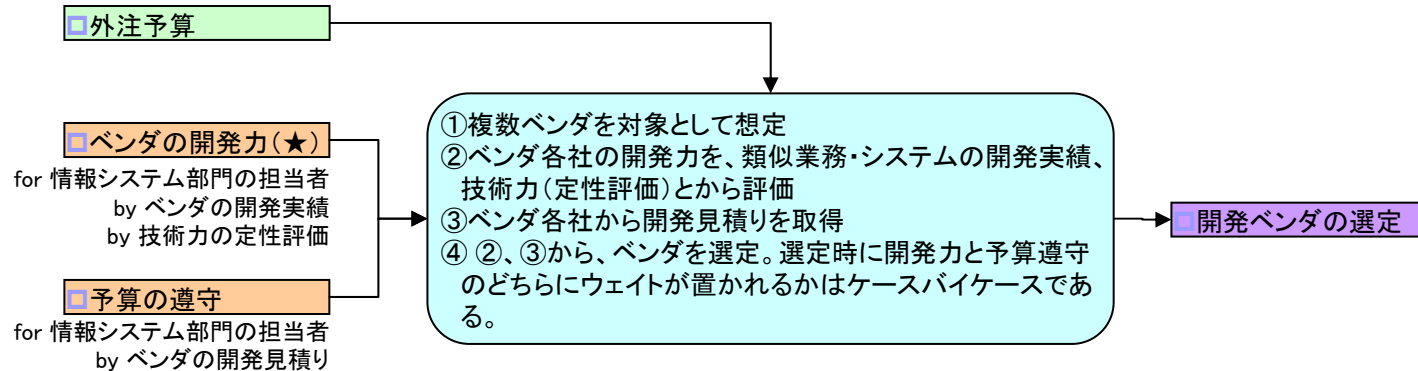 外注予算
ベンダの開発力(★)
for 情報システム部門の担当者
by ベンダの開発実績
by 技術力の定性評価
予算の遵守
for 情報システム部門の担当者
by ベンダの開発見積り
①複数ベンダを対象として想定
②ベンダ各社の開発力を、類似業務・システムの開発実績、
技術力(定性評価)とから評価
③ベンダ各社から開発見積りを取得
④ ②、③から、ベンダを選定。選定時に開発力と予算遵守
のどちらにウェイトが置かれるかはケースバイケースであ
る。
開発ベンダの選定